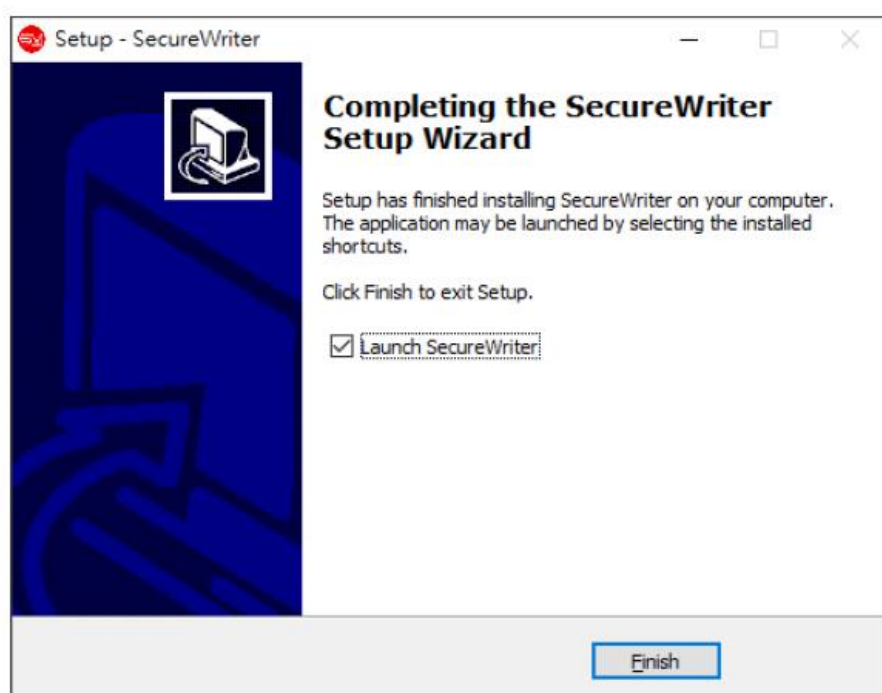 Setup - SecureWriter
Completing the SecureWriter
Setup Wizard
Setup has finished installing SecureWriter on your computer.
The application may be launched by selecting the installed
shortcuts.
Click Finish to exit Setup.
Launch SecureWriter
Finish